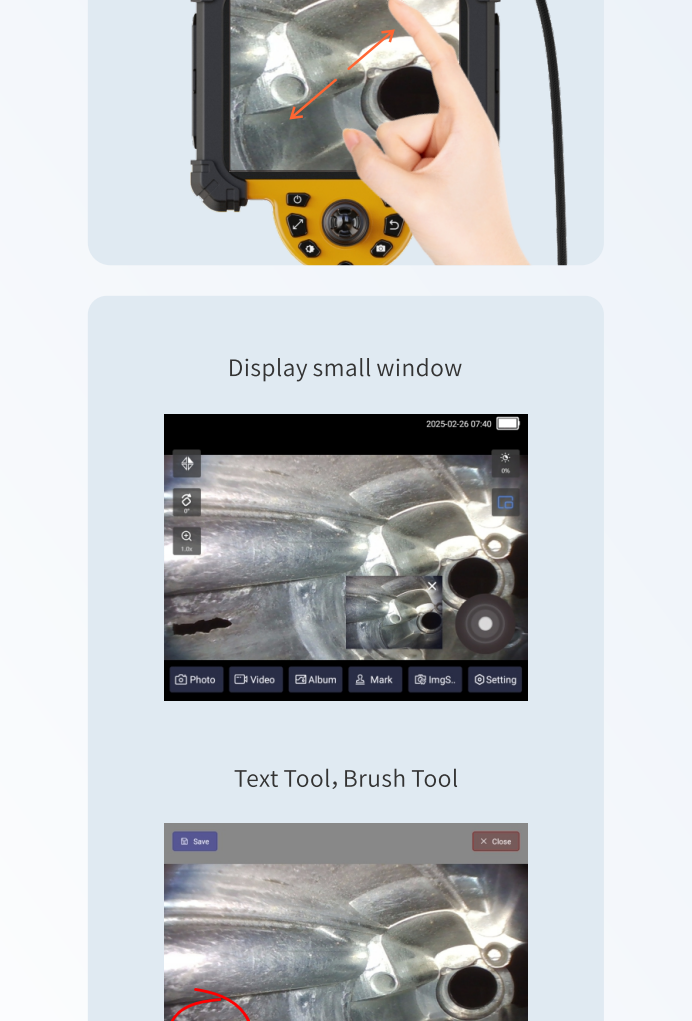 Display small window
2025-02-26 07:40
0%
0°
1.0x
Photo Video Album Mark ImgS.. Setting
Text Tool, Brush Tool
Save Close